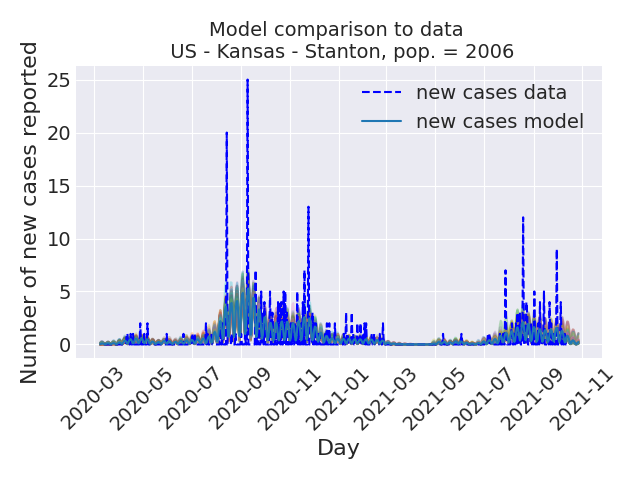 Model comparison to data
US - Kansas - Stanton, pop. = 2006
Number of new cases reported
25
20
15
10
5
0
new cases data
new cases model
2020-03
2020-05
2020-07
2020-09
2020-11
2021-01
2021-03
2021-05
2021-07
2021-09
2021-11
Day